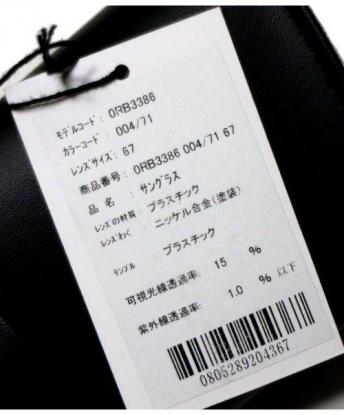 モデルコード: 0RB3386
カラーコード: 004/71
レンズサイズ: 67
商品番号: 0RB3386 004/71 67
品 名 : サングラス
レンズの材質: プラスチック
レンズわく: ニッケル合金(塗装)
テンプル : プラスチック
可視光線透過率: 15 %
紫外線透過率: 1.0 % 以下
0805289204367